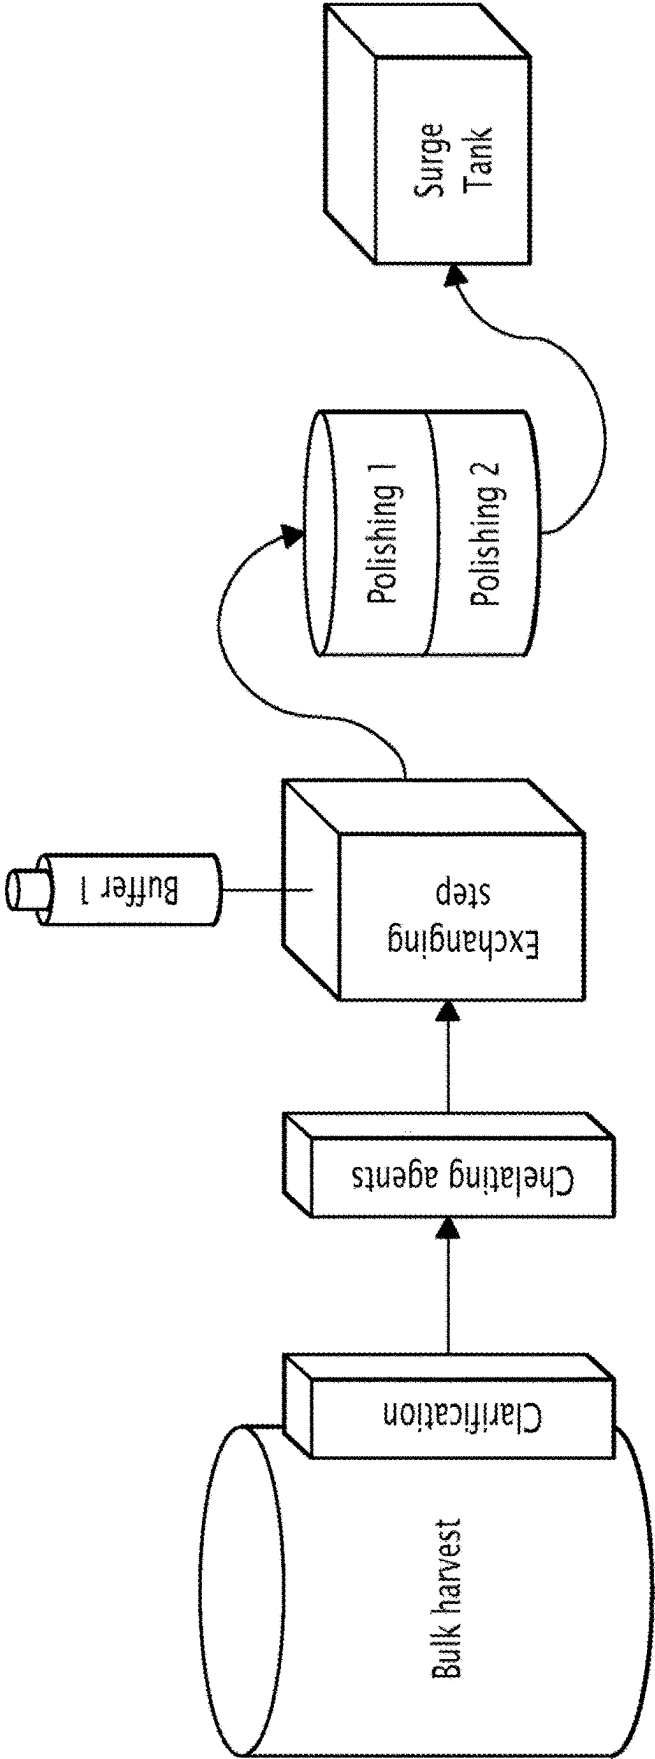 Bulk harvest
Clarification
Chelating agents
Exchanging
step
Buffer 1
Polishing 1
Polishing 2
Surge
Tank